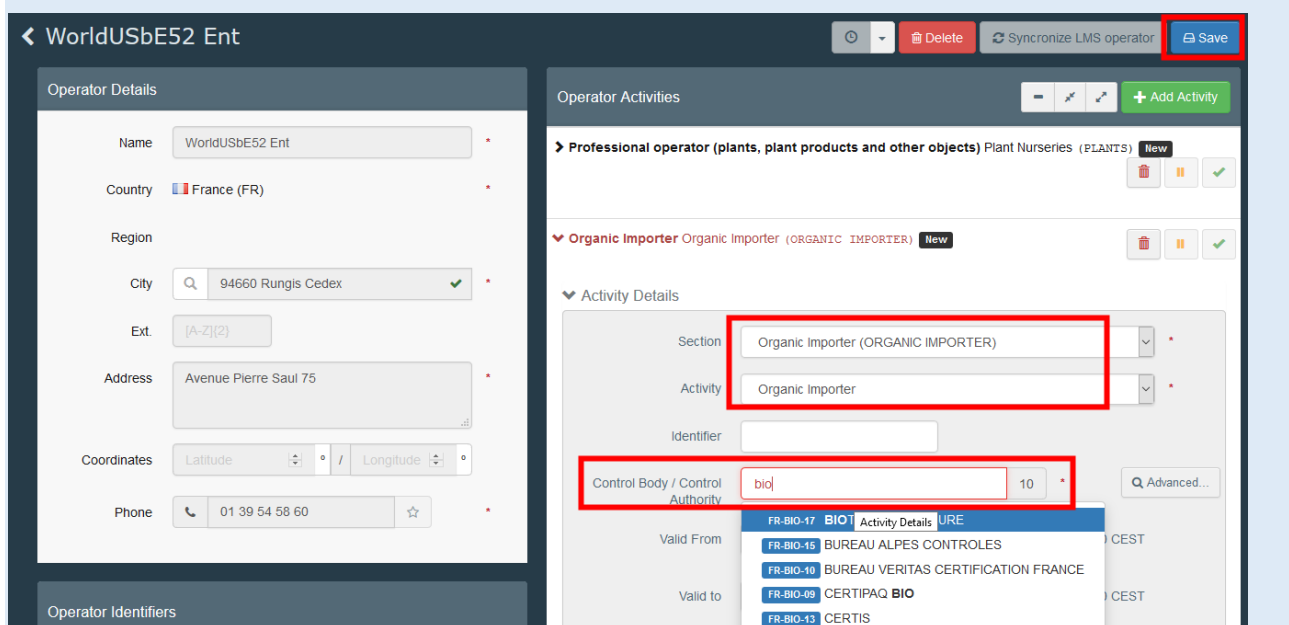 WorldUSbE52 Ent
Delete
Syncronize LMS operator
Save
Operator Details
Name
WorldUSbE52 Ent
*
Country
France (FR)
*
Region
City
94660 Rungis Cedex
*
Ext.
[A-Z]{2}
Address
Avenue Pierre Saul 75
*
Coordinates
Latitude
°
/
Longitude
°
Phone
01 39 54 58 60
*
Operator Identifiers
Operator Activities
+ Add Activity
Professional operator (plants, plant products and other objects) Plant Nurseries (PLANTS) New
Organic Importer Organic Importer (ORGANIC IMPORTER) New
Activity Details
Section
Organic Importer (ORGANIC IMPORTER)
*
Activity
Organic Importer
*
Identifier
Control Body / Control
Authority
bio
10
*
Advanced...
FR-BIO-17 BIOT
Activity Details
URE
Valid From
CEST
FR-BIO-15 BUREAU ALPES CONTROLES
FR-BIO-10 BUREAU VERITAS CERTIFICATION FRANCE
Valid to
CEST
FR-BIO-09 CERTIPAQ BIO
FR-BIO-13 CERTIS